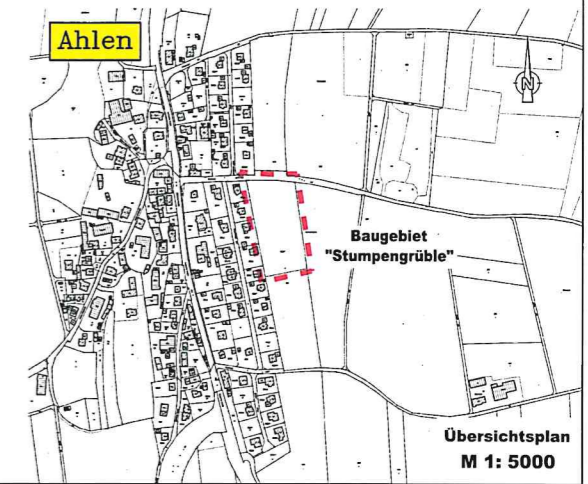 Ahlen
N
Baugebiet
"Stumpengrüble"
Übersichtsplan
M 1: 5000